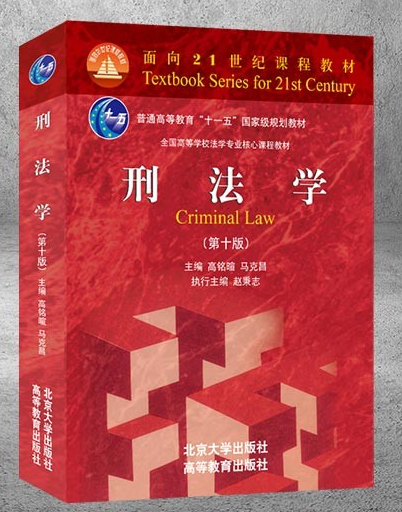 面向21世纪课程教材
Textbook Series for 21st Century
十一五
普通高等教育“十一五”国家级规划教材
全国高等学校法学专业核心课程教材
刑法学
Criminal Law
(第十版)
主编 高铭暄 马克昌
执行主编 赵秉志
北京大学出版社
高等教育出版社
刑法学
(第十版)
主编 高铭暄 马克昌
北京大学出版社
高等教育出版社